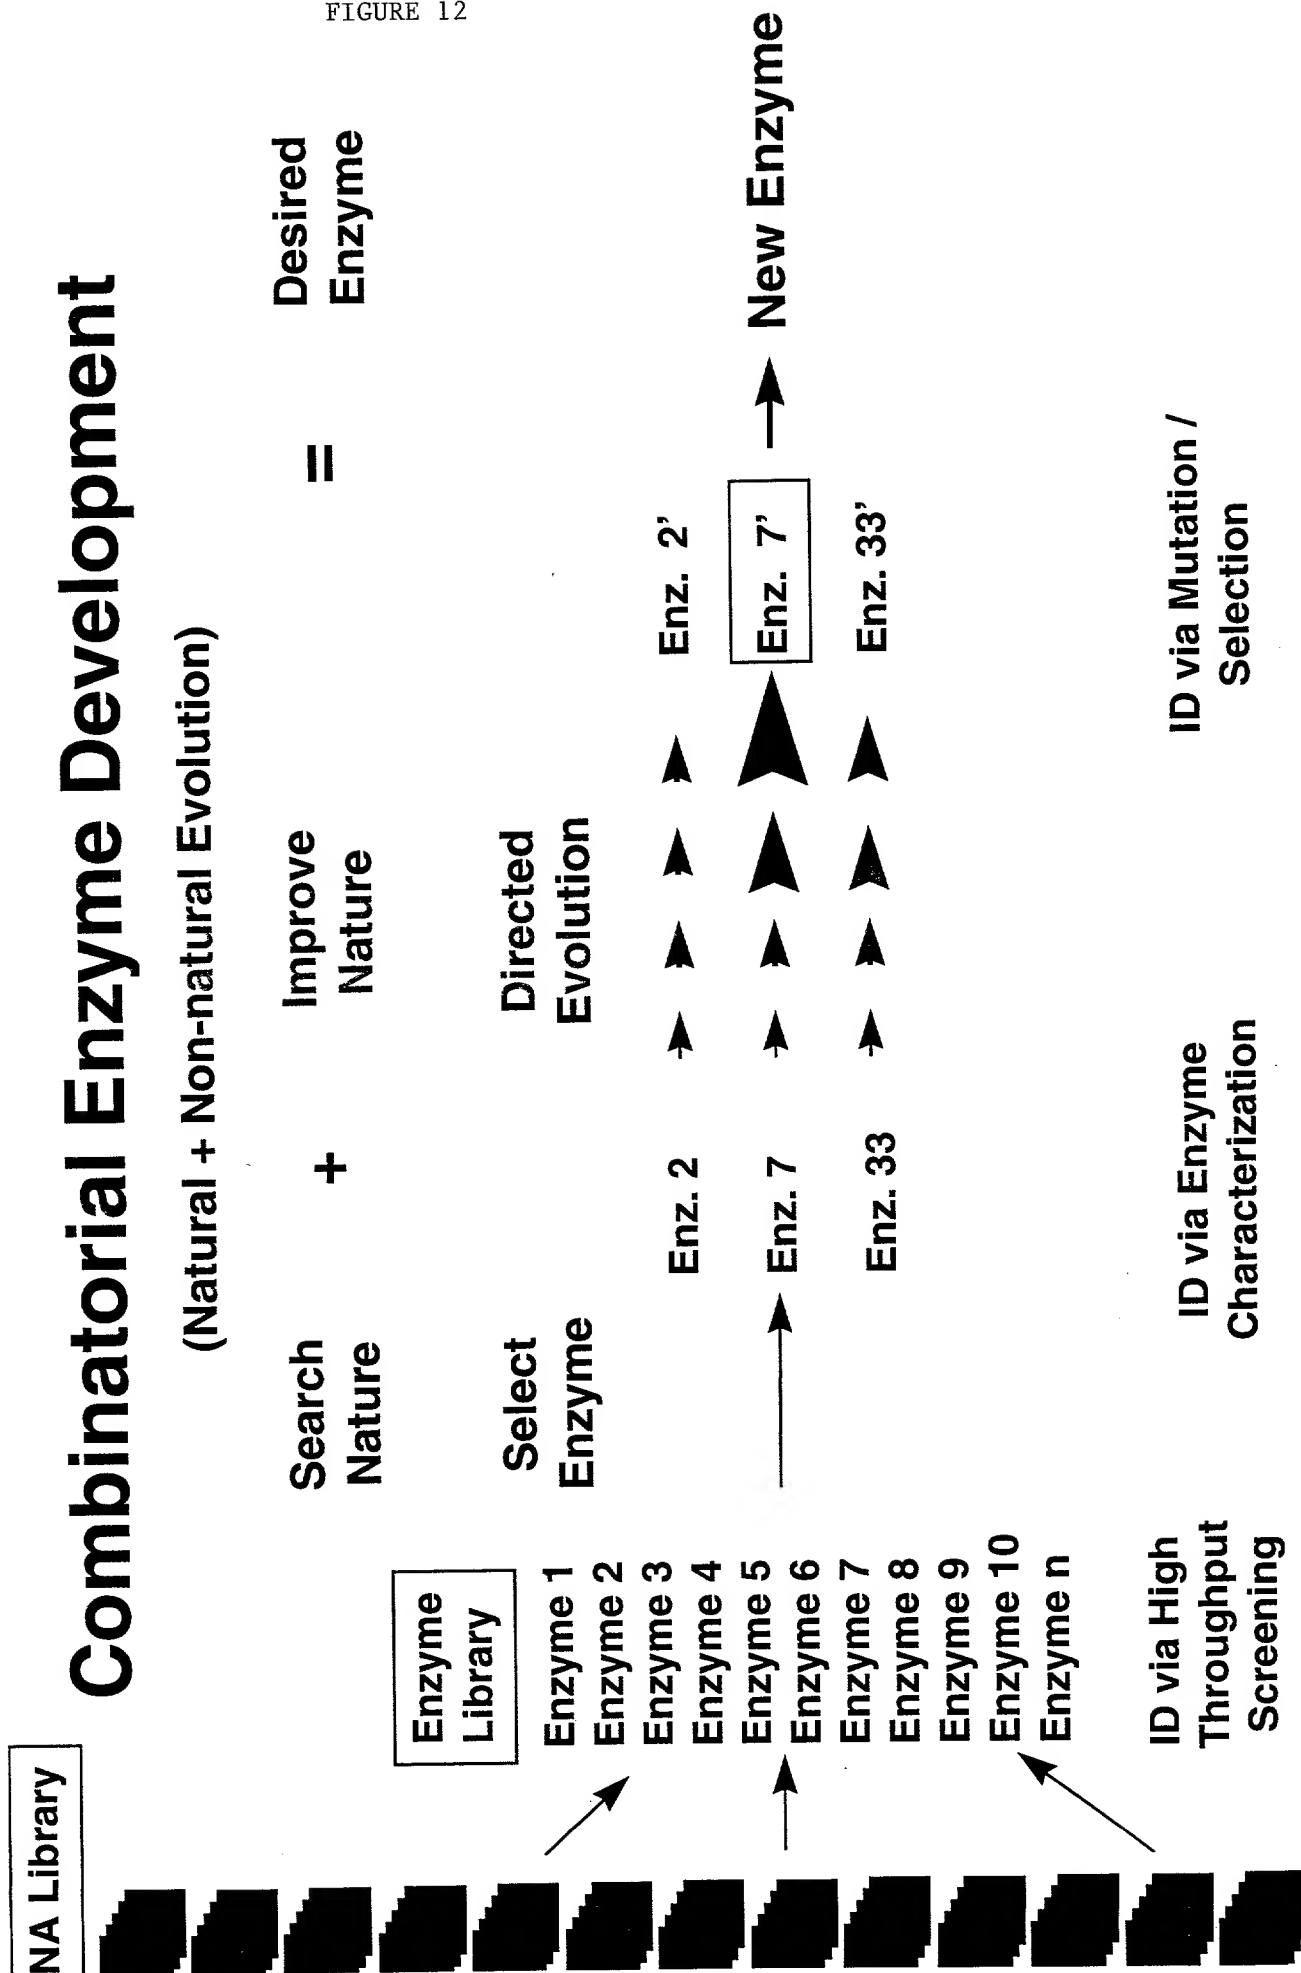 FIGURE 12
NA Library
Combinatorial Enzyme Development
(Natural + Non-natural Evolution)
Search
Nature
+
Improve
Nature
=
Desired
Enzyme
Enzyme
Library
Select
Enzyme
Directed
Evolution
Enzyme 1
Enzyme 2
Enzyme 3
Enzyme 4
Enzyme 5
Enzyme 6
Enzyme 7
Enzyme 8
Enzyme 9
Enzyme 10
Enzyme n
Enz. 2
Enz. 7
Enz. 33
Enz. 2’
Enz. 7’
Enz. 33’
New Enzyme
ID via High
Throughput
Screening
ID via Enzyme
Characterization
ID via Mutation /
Selection